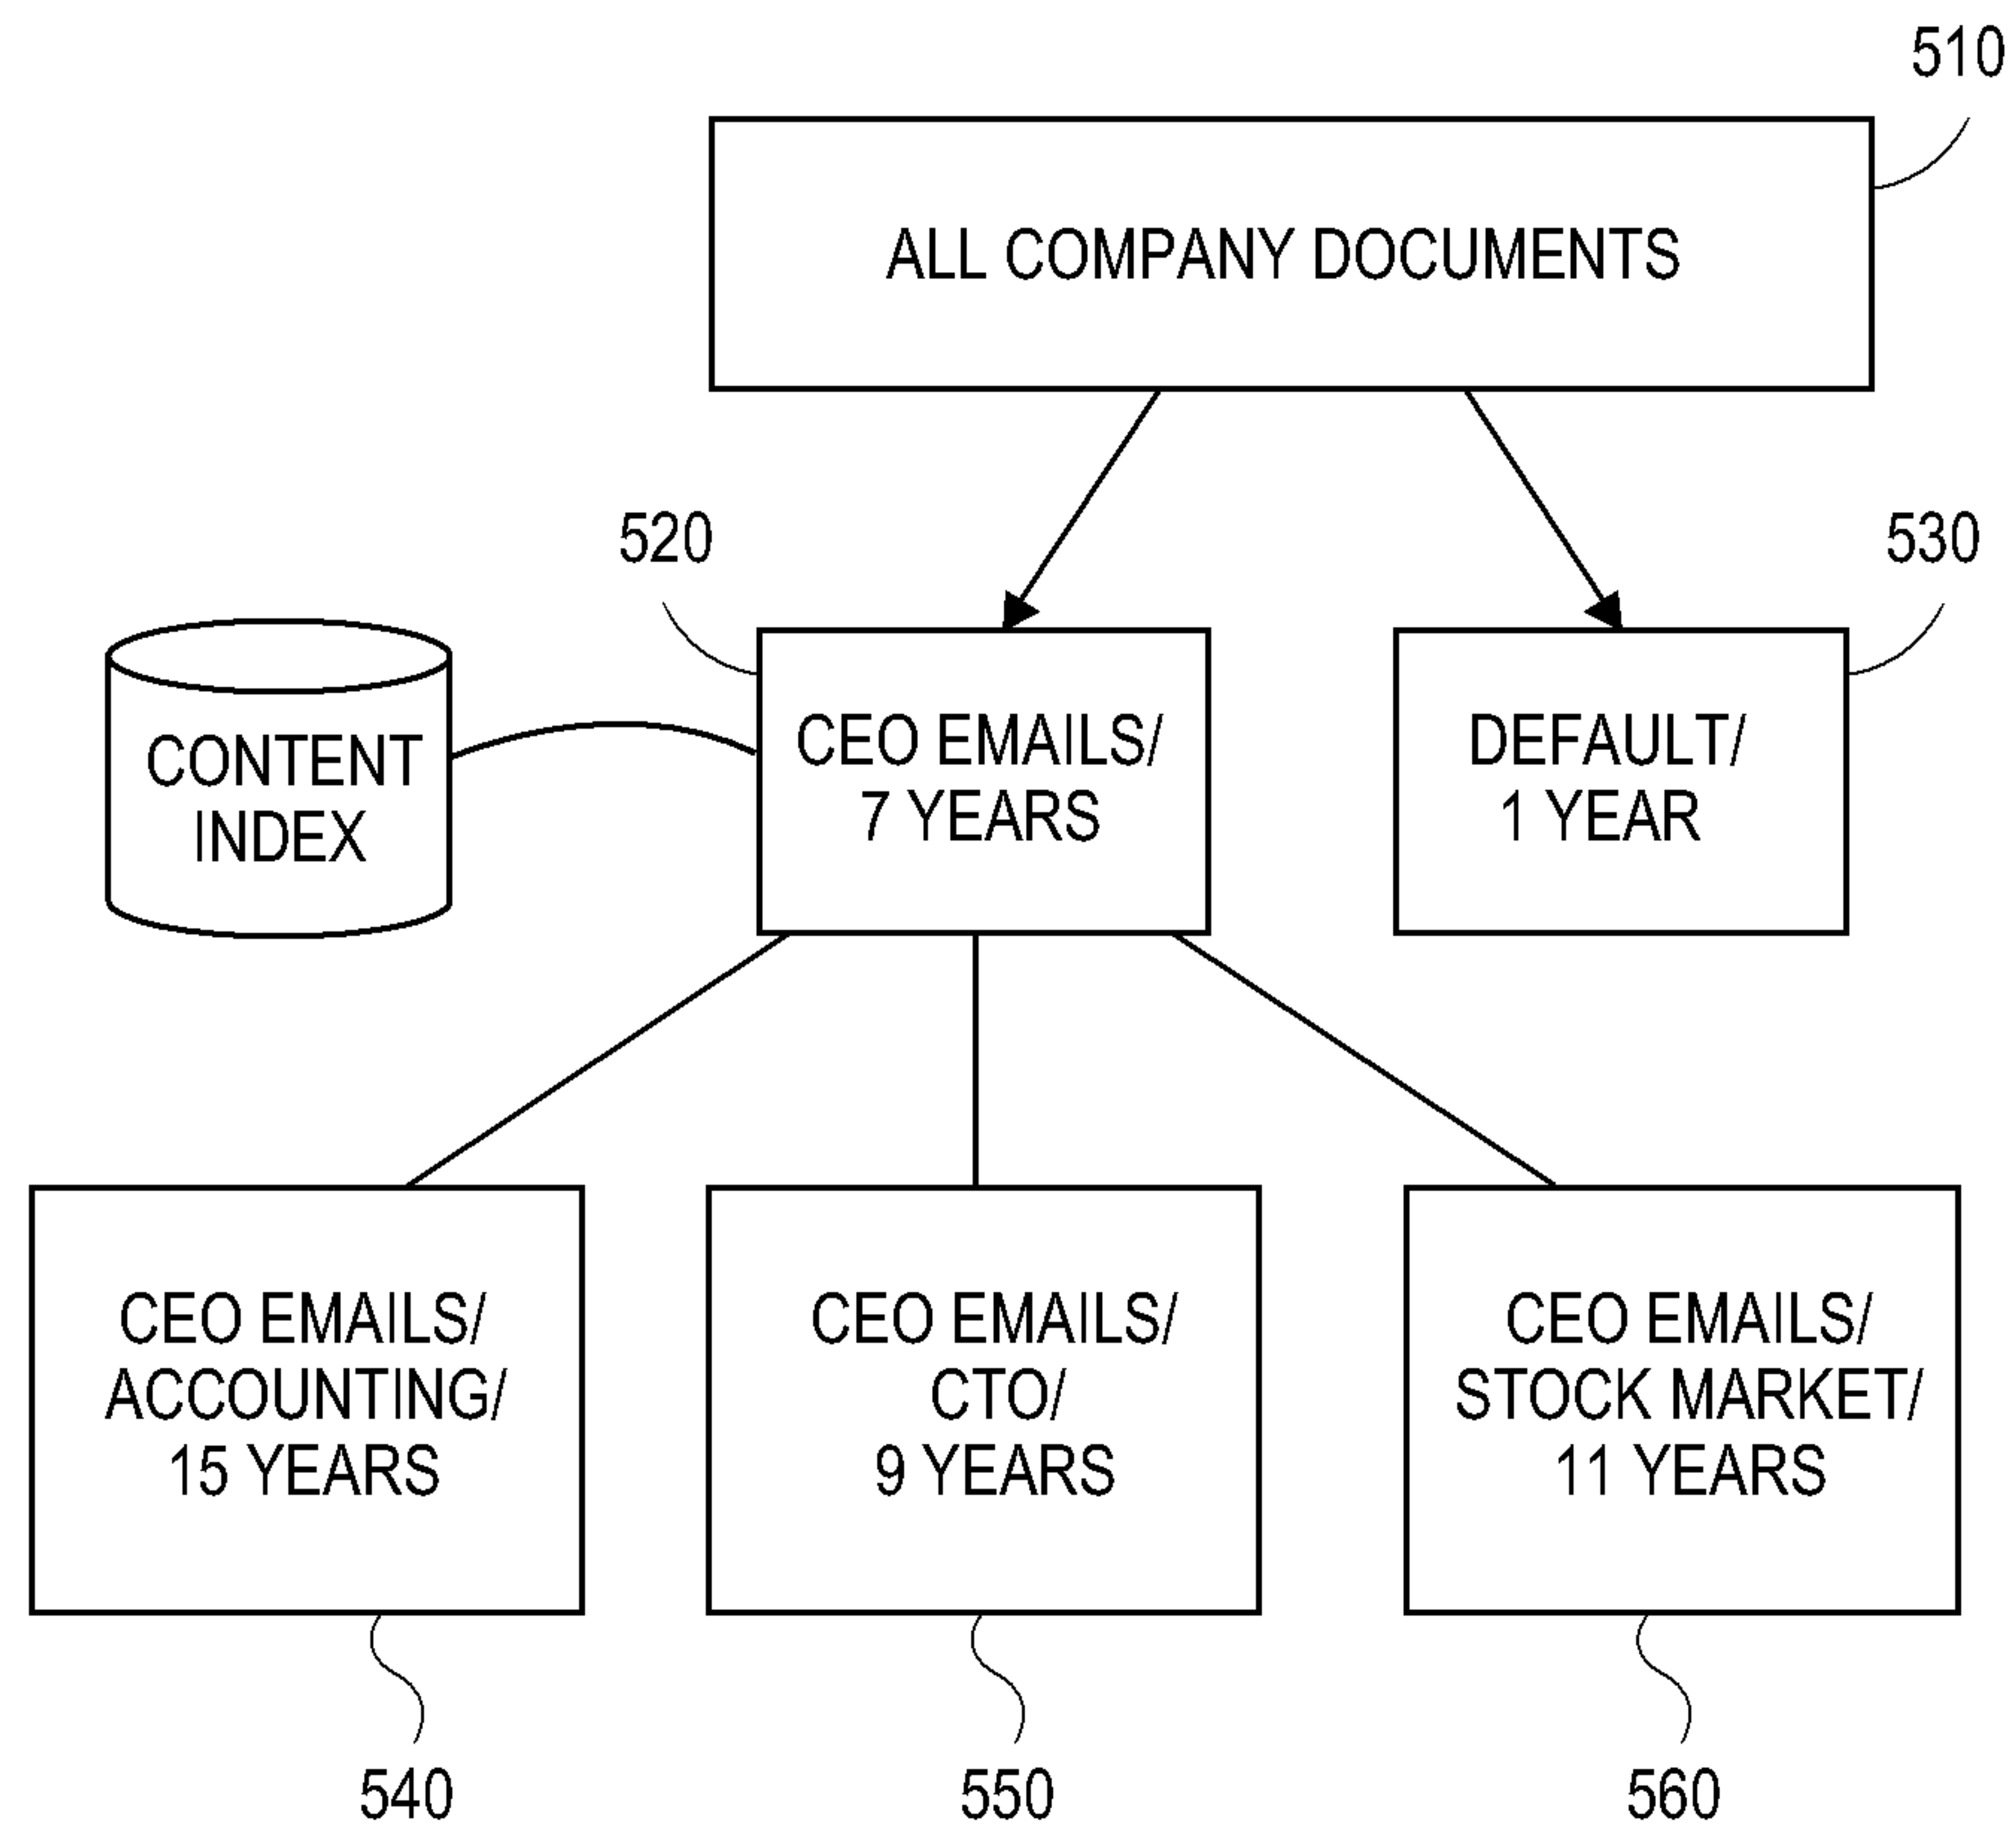 510
ALL COMPANY DOCUMENTS
520
530
CONTENT
INDEX
CEO EMAILS/
7 YEARS
DEFAULT/
1 YEAR
CEO EMAILS/
ACCOUNTING/
15 YEARS
CEO EMAILS/
CTO/
9 YEARS
CEO EMAILS/
STOCK MARKET/
11 YEARS
540
550
560